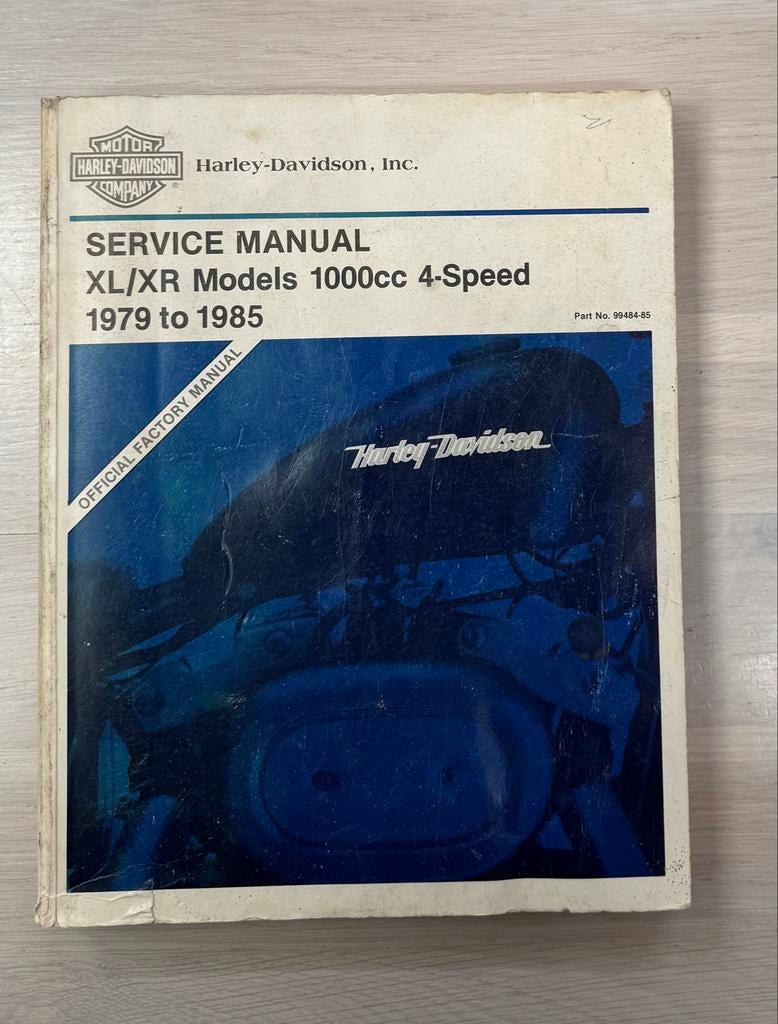 MOTOR
HARLEY-DAVIDSON
COMPANY
®
Harley-Davidson, Inc.
SERVICE MANUAL
XL/XR Models 1000cc 4-Speed
1979 to 1985
Part No. 99484-85
OFFICIAL FACTORY MANUAL
Harley-Davidson